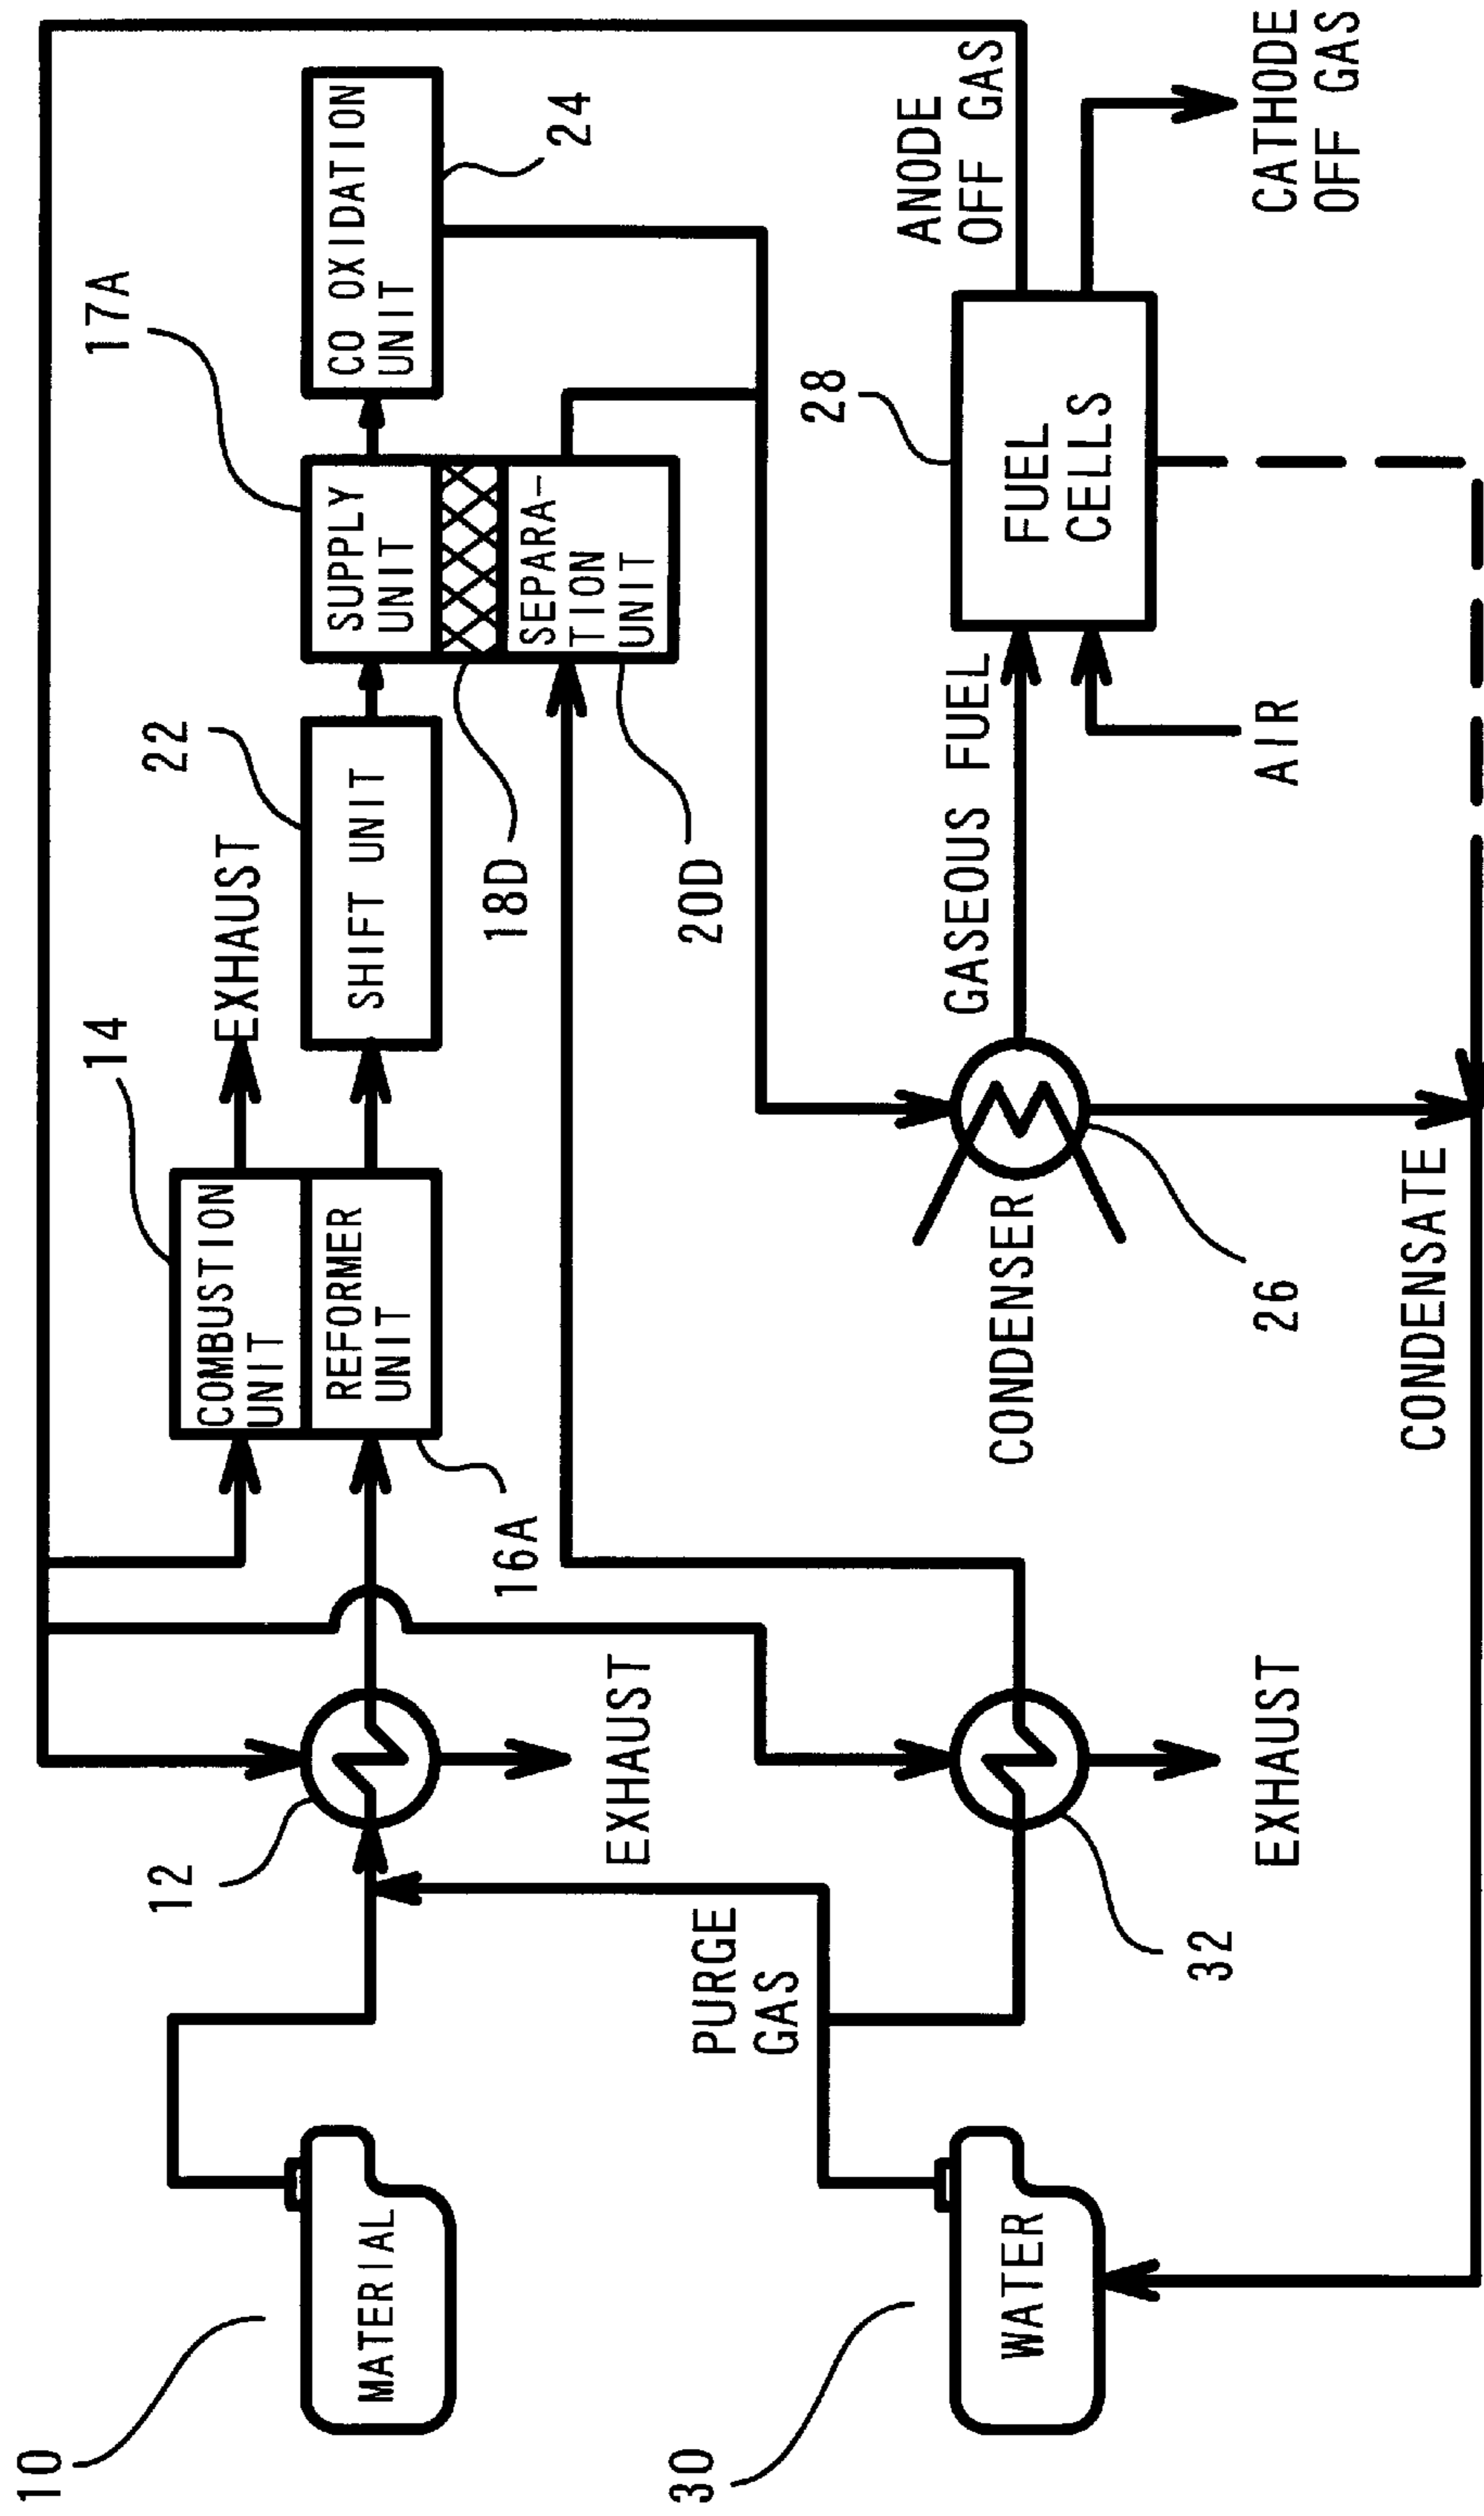 10
MATERIAL
12
EXHAUST
14
COMBUSTION
UNIT
REFORMER
UNIT
16A
EXHAUST
22
SHIFT UNIT
17A
SUPPLY
UNIT
18D
SEPARA-
TION
UNIT
20D
CO OXIDATION
UNIT
24
30
WATER
PURGE
GAS
32
EXHAUST
CONDENSER
26
CONDENSATE
GASEOUS FUEL
AIR
28
FUEL
CELLS
ANODE
OFF GAS
CATHODE
OFF GAS